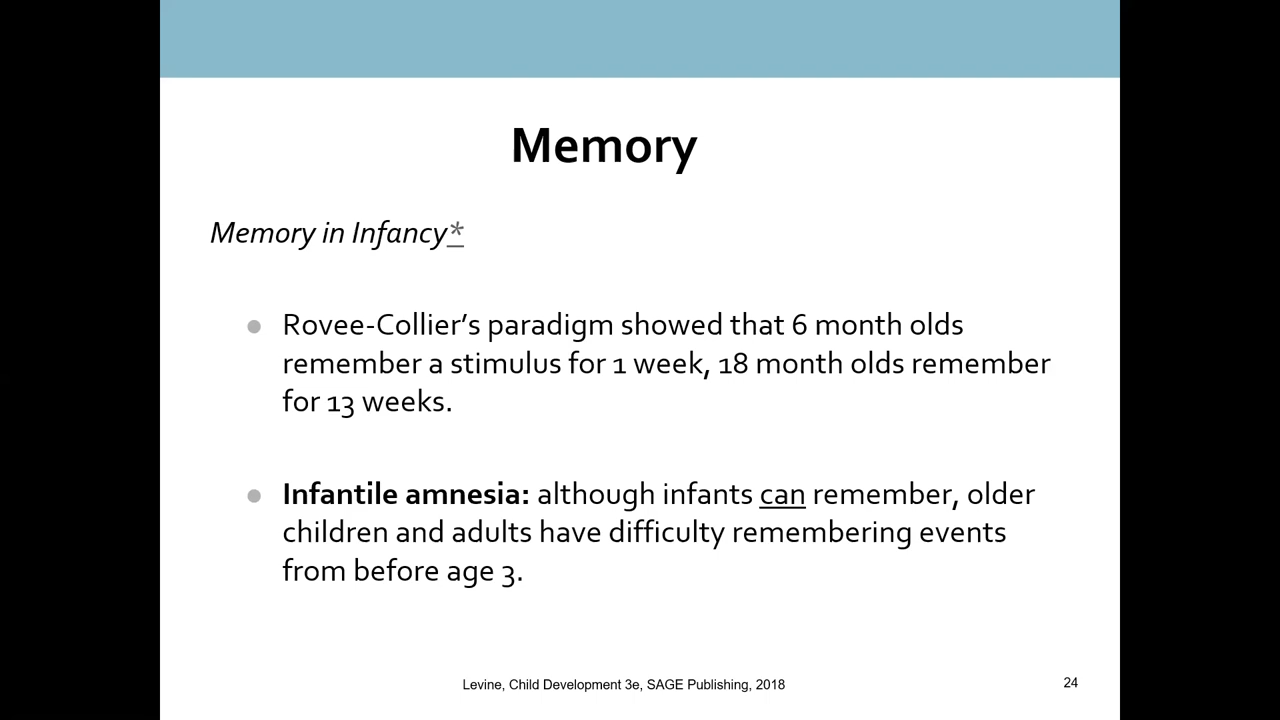 Memory
Memory in Infancy*
Rovee-Collier’s paradigm showed that 6 month olds
remember a stimulus for 1 week, 18 month olds remember
for 13 weeks.
Infantile amnesia: although infants can remember, older
children and adults have difficulty remembering events
from before age 3.
Levine, Child Development 3e, SAGE Publishing, 2018
24